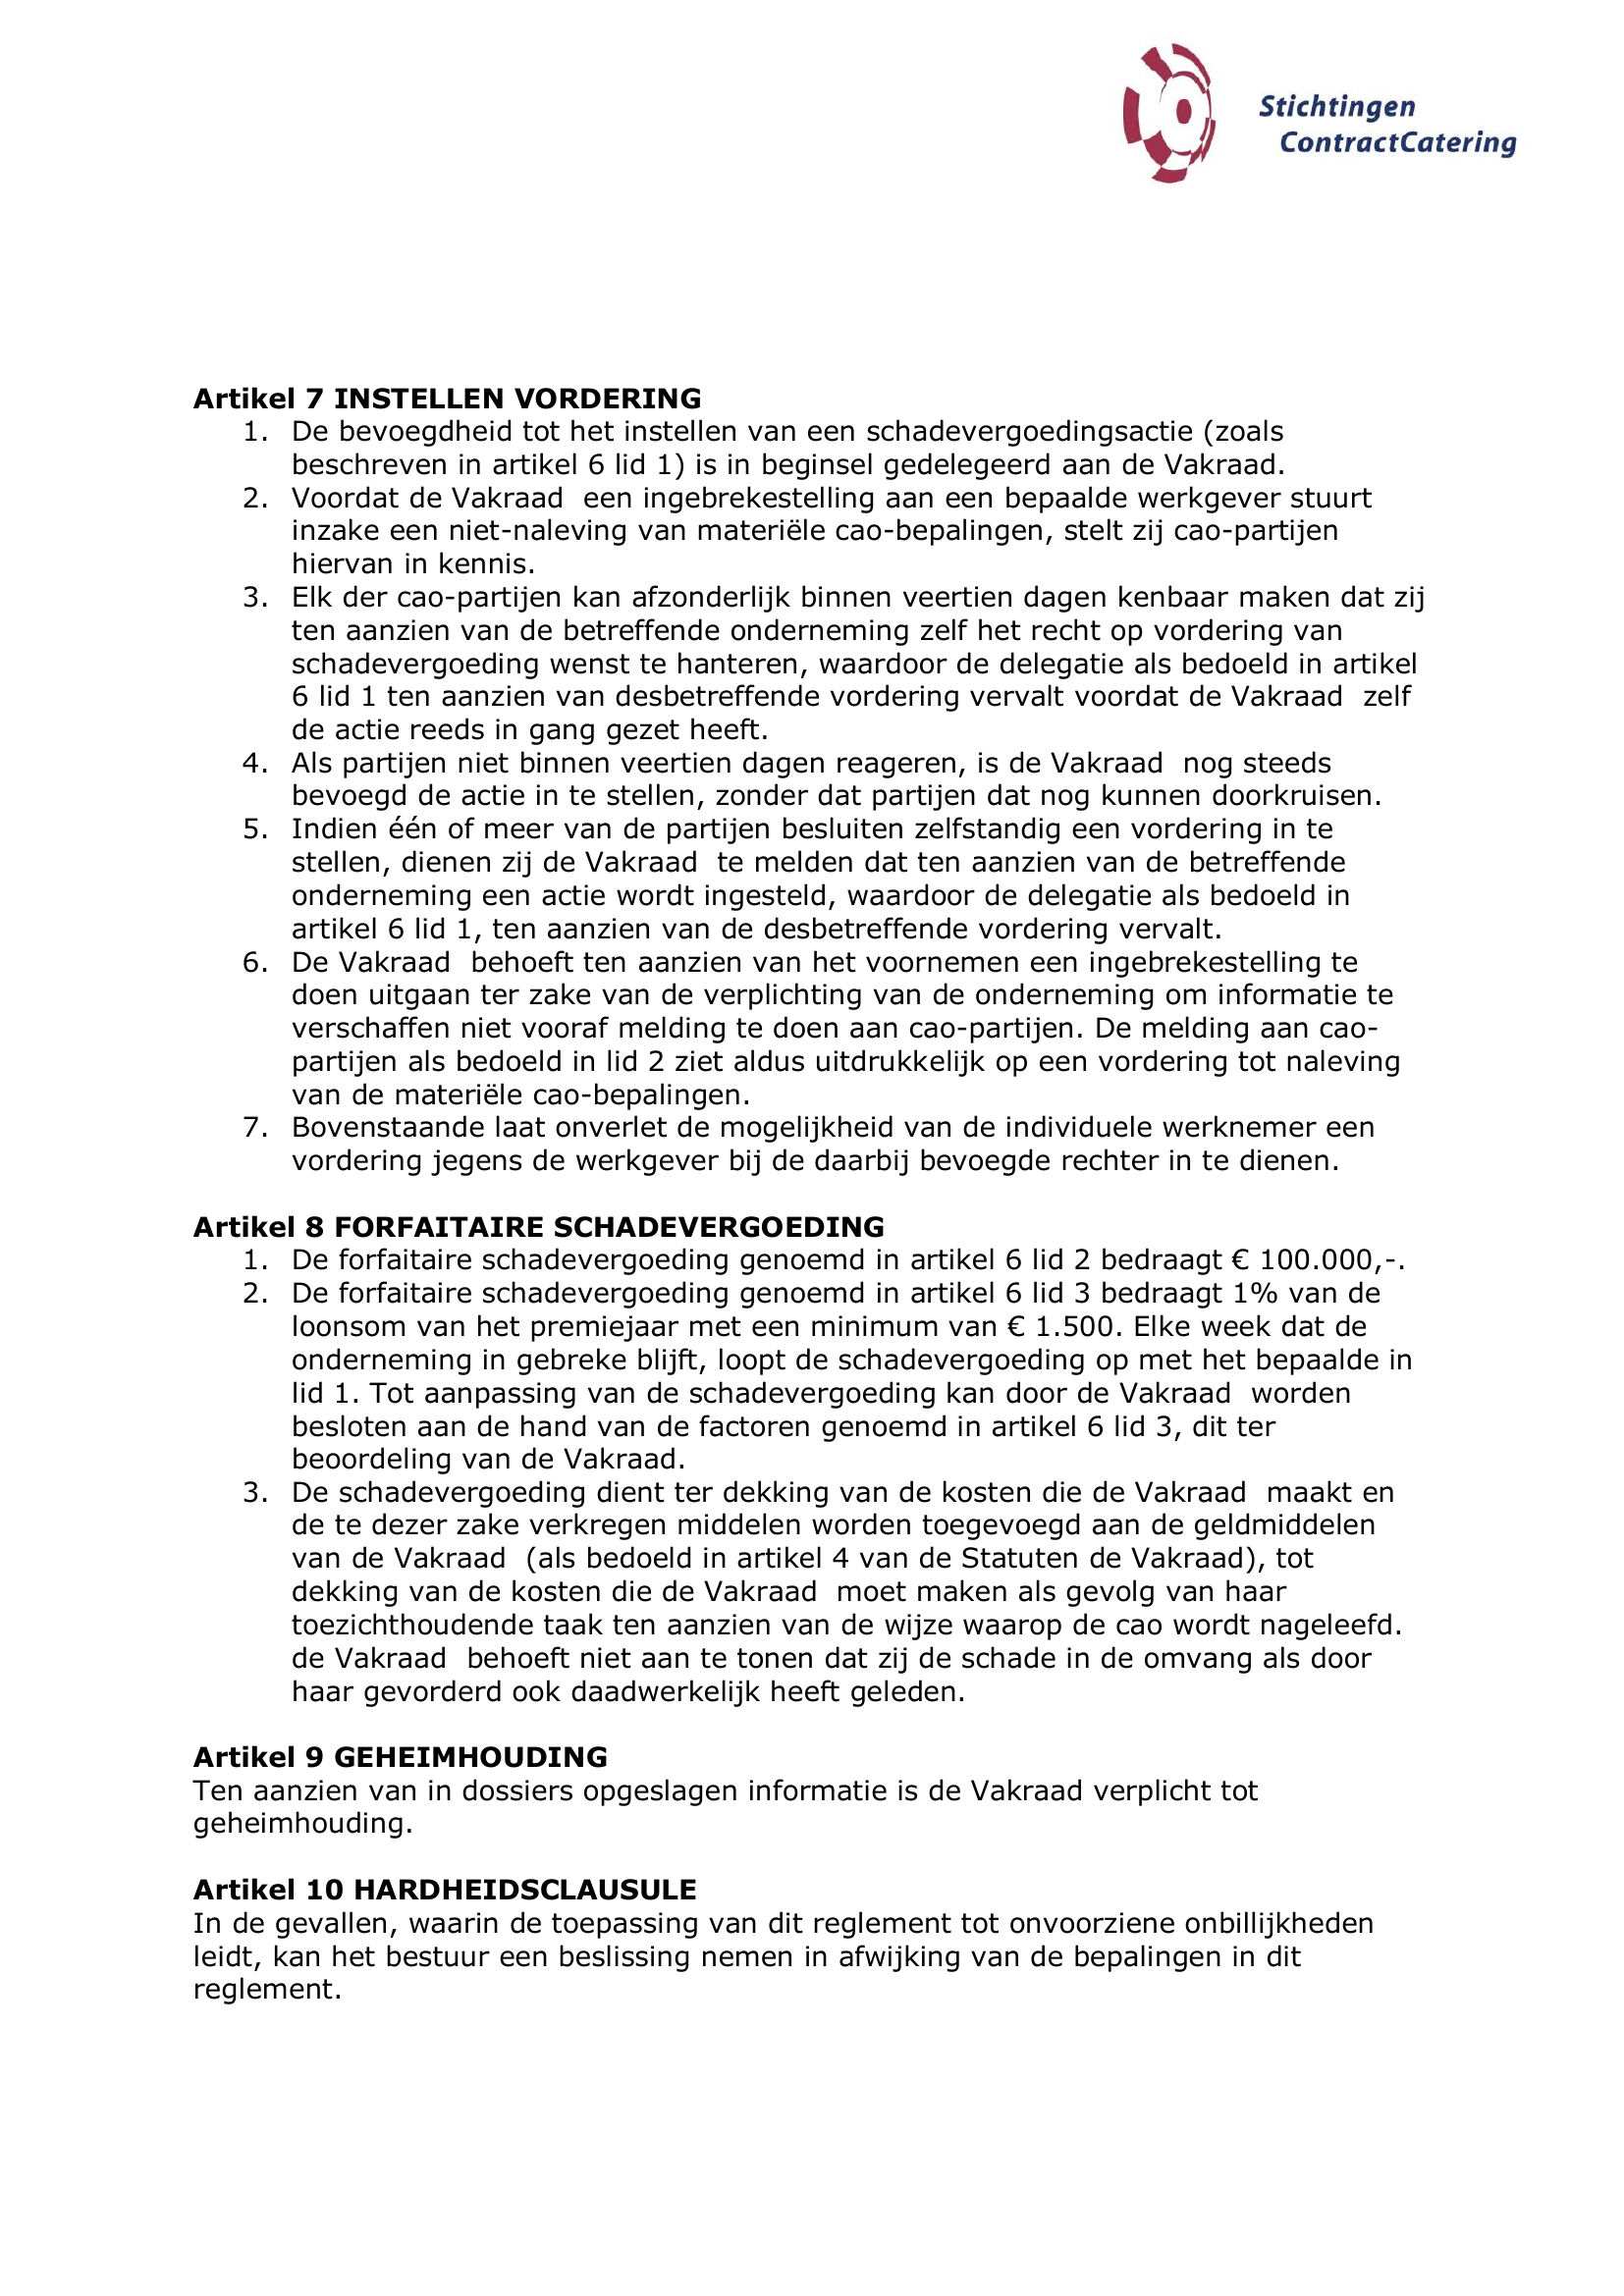 Stichtingen
ContractCatering
Artikel 7 INSTELLEN VORDERING
1. De bevoegdheid tot het instellen van een schadevergoedingsactie (zoals
beschreven in artikel 6 lid 1) is in beginsel gedelegeerd aan de Vakraad.
2. Voordat de Vakraad  een ingebrekestelling aan een bepaalde werkgever stuurt
inzake een niet-naleving van materiële cao-bepalingen, stelt zij cao-partijen
hiervan in kennis.
3. Elk der cao-partijen kan afzonderlijk binnen veertien dagen kenbaar maken dat zij
ten aanzien van de betreffende onderneming zelf het recht op vordering van
schadevergoeding wenst te hanteren, waardoor de delegatie als bedoeld in artikel
6 lid 1 ten aanzien van desbetreffende vordering vervalt voordat de Vakraad  zelf
de actie reeds in gang gezet heeft.
4. Als partijen niet binnen veertien dagen reageren, is de Vakraad  nog steeds
bevoegd de actie in te stellen, zonder dat partijen dat nog kunnen doorkruisen.
5. Indien één of meer van de partijen besluiten zelfstandig een vordering in te
stellen, dienen zij de Vakraad  te melden dat ten aanzien van de betreffende
onderneming een actie wordt ingesteld, waardoor de delegatie als bedoeld in
artikel 6 lid 1, ten aanzien van de desbetreffende vordering vervalt.
6. De Vakraad  behoeft ten aanzien van het voornemen een ingebrekestelling te
doen uitgaan ter zake van de verplichting van de onderneming om informatie te
verschaffen niet vooraf melding te doen aan cao-partijen. De melding aan cao-
partijen als bedoeld in lid 2 ziet aldus uitdrukkelijk op een vordering tot naleving
van de materiële cao-bepalingen.
7. Bovenstaande laat onverlet de mogelijkheid van de individuele werknemer een
vordering jegens de werkgever bij de daarbij bevoegde rechter in te dienen.
Artikel 8 FORFAITAIRE SCHADEVERGOEDING
1. De forfaitaire schadevergoeding genoemd in artikel 6 lid 2 bedraagt € 100.000,-.
2. De forfaitaire schadevergoeding genoemd in artikel 6 lid 3 bedraagt 1% van de
loonsom van het premiejaar met een minimum van € 1.500. Elke week dat de
onderneming in gebreke blijft, loopt de schadevergoeding op met het bepaalde in
lid 1. Tot aanpassing van de schadevergoeding kan door de Vakraad  worden
besloten aan de hand van de factoren genoemd in artikel 6 lid 3, dit ter
beoordeling van de Vakraad.
3. De schadevergoeding dient ter dekking van de kosten die de Vakraad  maakt en
de te dezer zake verkregen middelen worden toegevoegd aan de geldmiddelen
van de Vakraad  (als bedoeld in artikel 4 van de Statuten de Vakraad), tot
dekking van de kosten die de Vakraad  moet maken als gevolg van haar
toezichthoudende taak ten aanzien van de wijze waarop de cao wordt nageleefd.
de Vakraad  behoeft niet aan te tonen dat zij de schade in de omvang als door
haar gevorderd ook daadwerkelijk heeft geleden.
Artikel 9 GEHEIMHOUDING
Ten aanzien van in dossiers opgeslagen informatie is de Vakraad verplicht tot
geheimhouding.
Artikel 10 HARDHEIDSCLAUSULE
In de gevallen, waarin de toepassing van dit reglement tot onvoorziene onbillijkheden
leidt, kan het bestuur een beslissing nemen in afwijking van de bepalingen in dit
reglement.